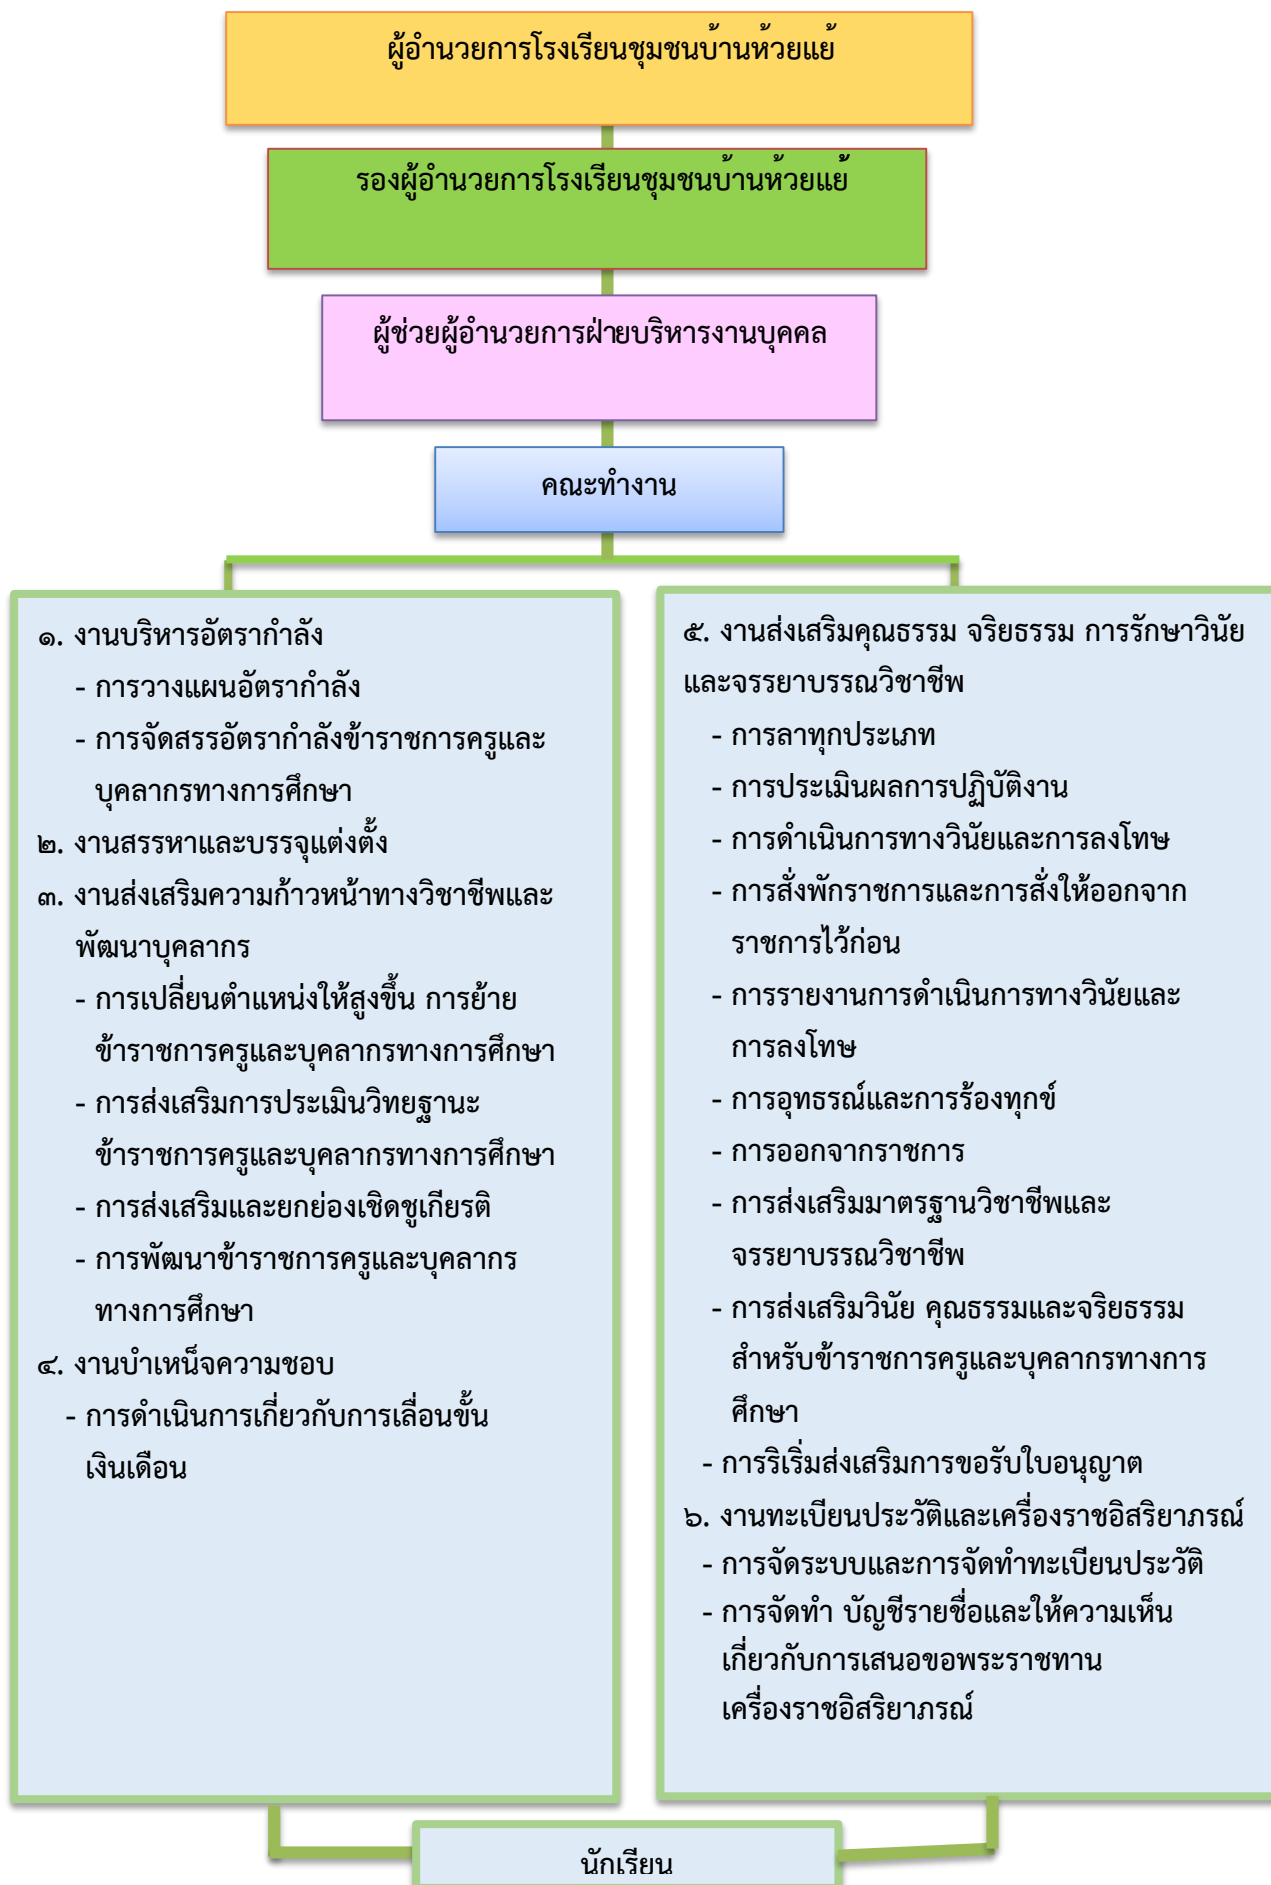 ผู้อำนวยการโรงเรียนชุมชนบ้านห้วยแย้
รองผู้อำนวยการโรงเรียนชุมชนบ้านห้วยแย้
ผู้ช่วยผู้อำนวยการฝ่ายบริหารงานบุคคล
คณะทำงาน
๑. งานบริหารอัตรากำลัง
- การวางแผนอัตรากำลัง
- การจัดสรรอัตรากำลังข้าราชการครูและ
บุคลากรทางการศึกษา
๒. งานสรรหาและบรรจุแต่งตั้ง
๓. งานส่งเสริมความก้าวหน้าทางวิชาชีพและ
พัฒนาบุคลากร
- การเปลี่ยนตำแหน่งให้สูงขึ้น การย้าย
ข้าราชการครูและบุคลากรทางการศึกษา
- การส่งเสริมการประเมินวิทยฐานะ
ข้าราชการครูและบุคลากรทางการศึกษา
- การส่งเสริมและยกย่องเชิดชูเกียรติ
- การพัฒนาข้าราชการครูและบุคลากร
ทางการศึกษา
๔. งานบำเหน็จความชอบ
- การดำเนินการเกี่ยวกับการเลื่อนขั้น
เงินเดือน
๕. งานส่งเสริมคุณธรรม จริยธรรม การรักษาวินัย
และจรรยาบรรณวิชาชีพ
- การลาทุกประเภท
- การประเมินผลการปฏิบัติงาน
- การดำเนินการทางวินัยและการลงโทษ
- การสั่งพักราชการและการสั่งให้ออกจาก
ราชการไว้ก่อน
- การรายงานการดำเนินการทางวินัยและ
การลงโทษ
- การอุทธรณ์และการร้องทุกข์
- การออกจากราชการ
- การส่งเสริมมาตรฐานวิชาชีพและ
จรรยาบรรณวิชาชีพ
- การส่งเสริมวินัย คุณธรรมและจริยธรรม
สำหรับข้าราชการครูและบุคลากรทางการ
ศึกษา
- การริเริ่มส่งเสริมการขอรับใบอนุญาต
๖. งานทะเบียนประวัติและเครื่องราชอิสริยาภรณ์
- การจัดระบบและการจัดทำทะเบียนประวัติ
- การจัดทำ บัญชีรายชื่อและให้ความเห็น
เกี่ยวกับการเสนอขอพระราชทาน
เครื่องราชอิสริยาภรณ์
นักเรียน